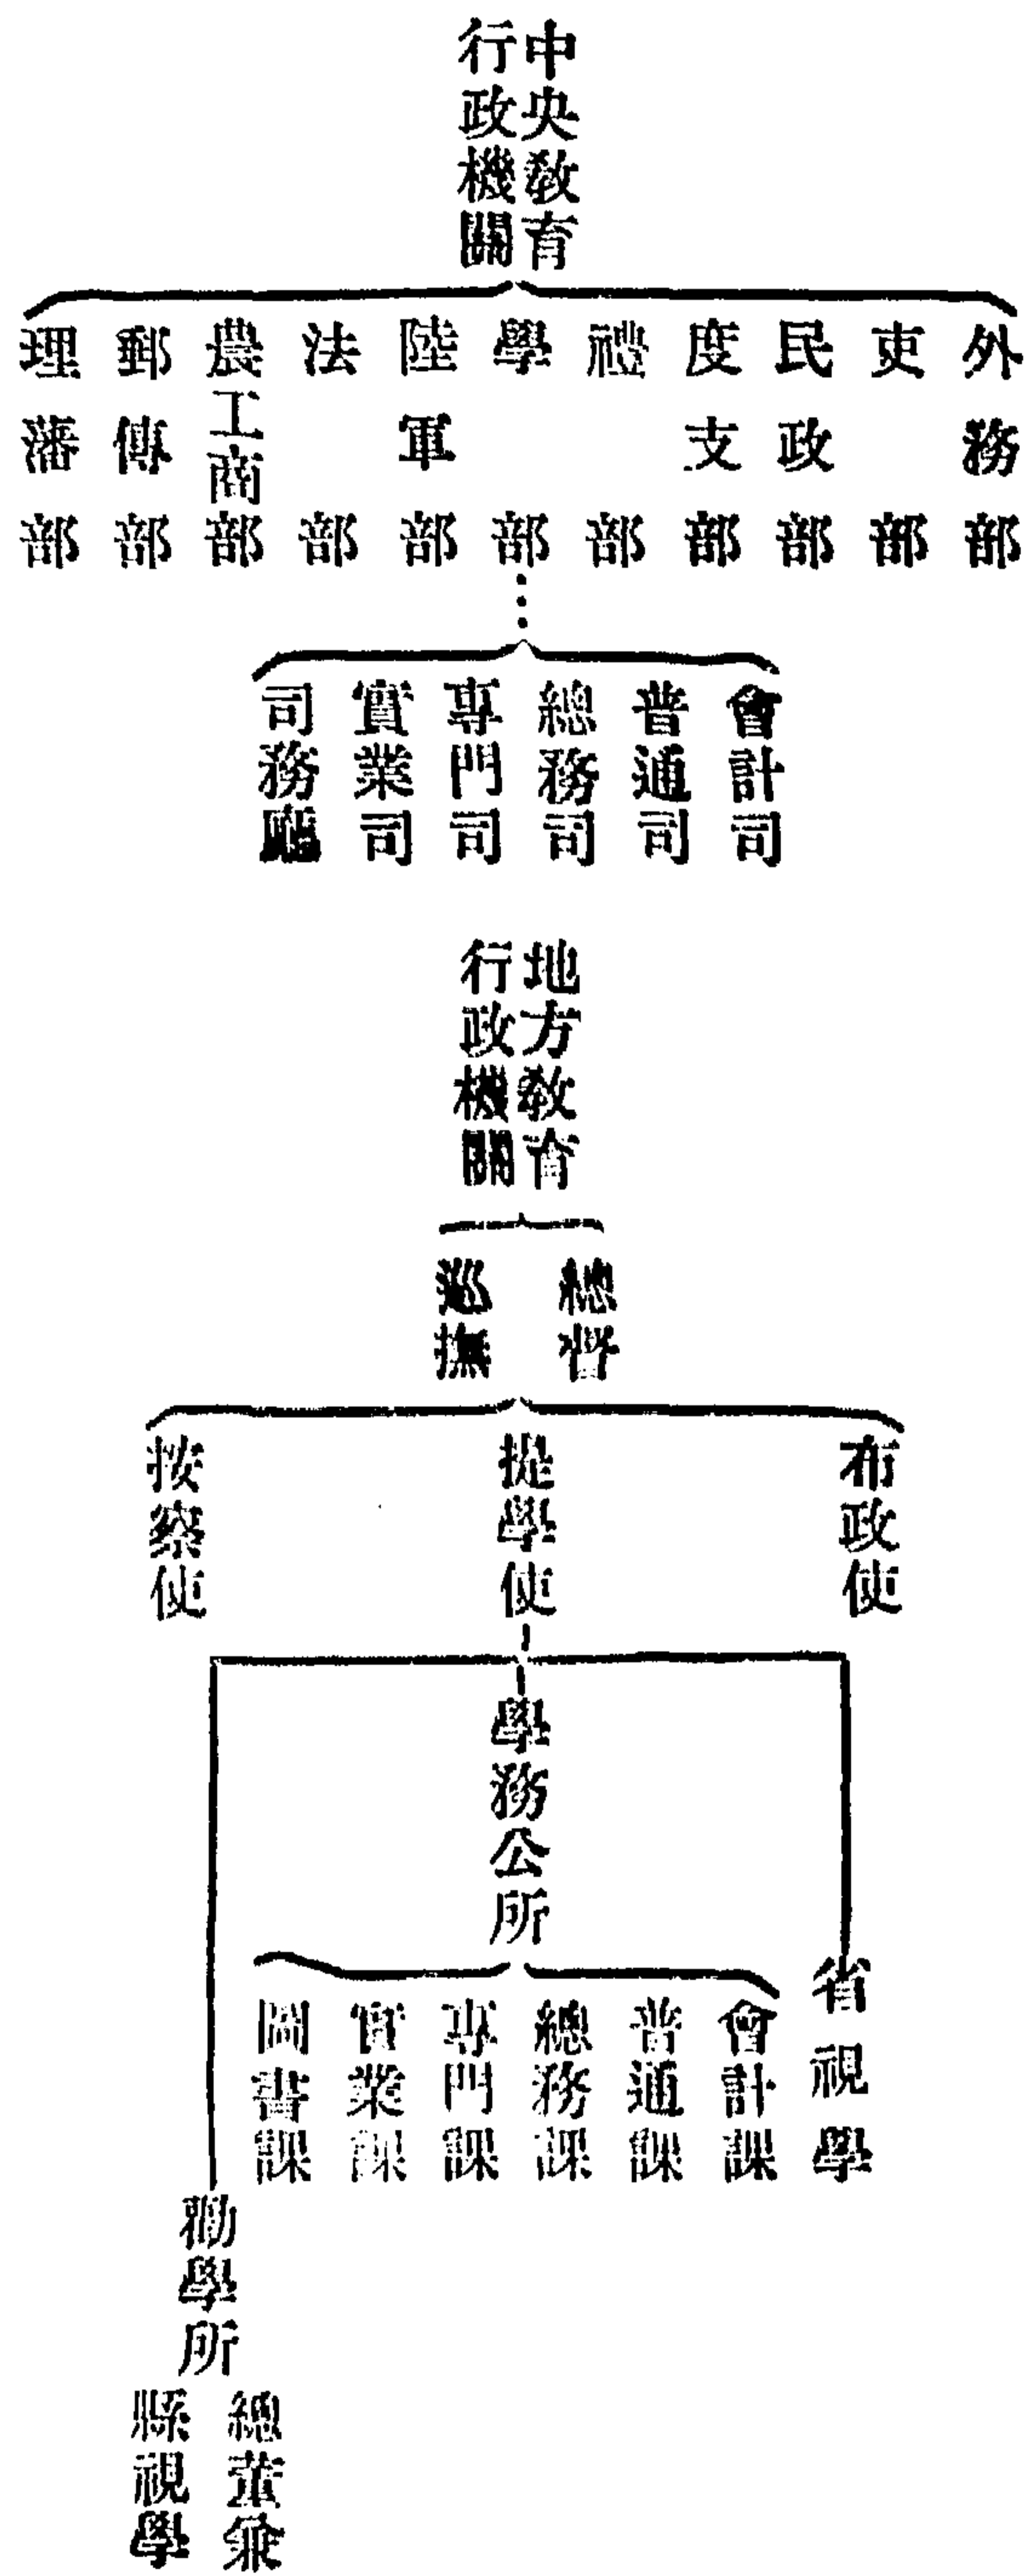 中央教育
行政機關
外務部
吏部
民政部
度支部
禮部
學部
陸軍部
法部
農工商部
郵傳部
理藩部
會計司
普通司
總務司
專門司
實業司
司務廳
地方教育
行政機關
總督
巡撫
布政使
提學使
按察使
學務公所
省視學
會計課
普通課
總務課
專門課
實業課
圖書課
勸學所
總董兼
縣視學